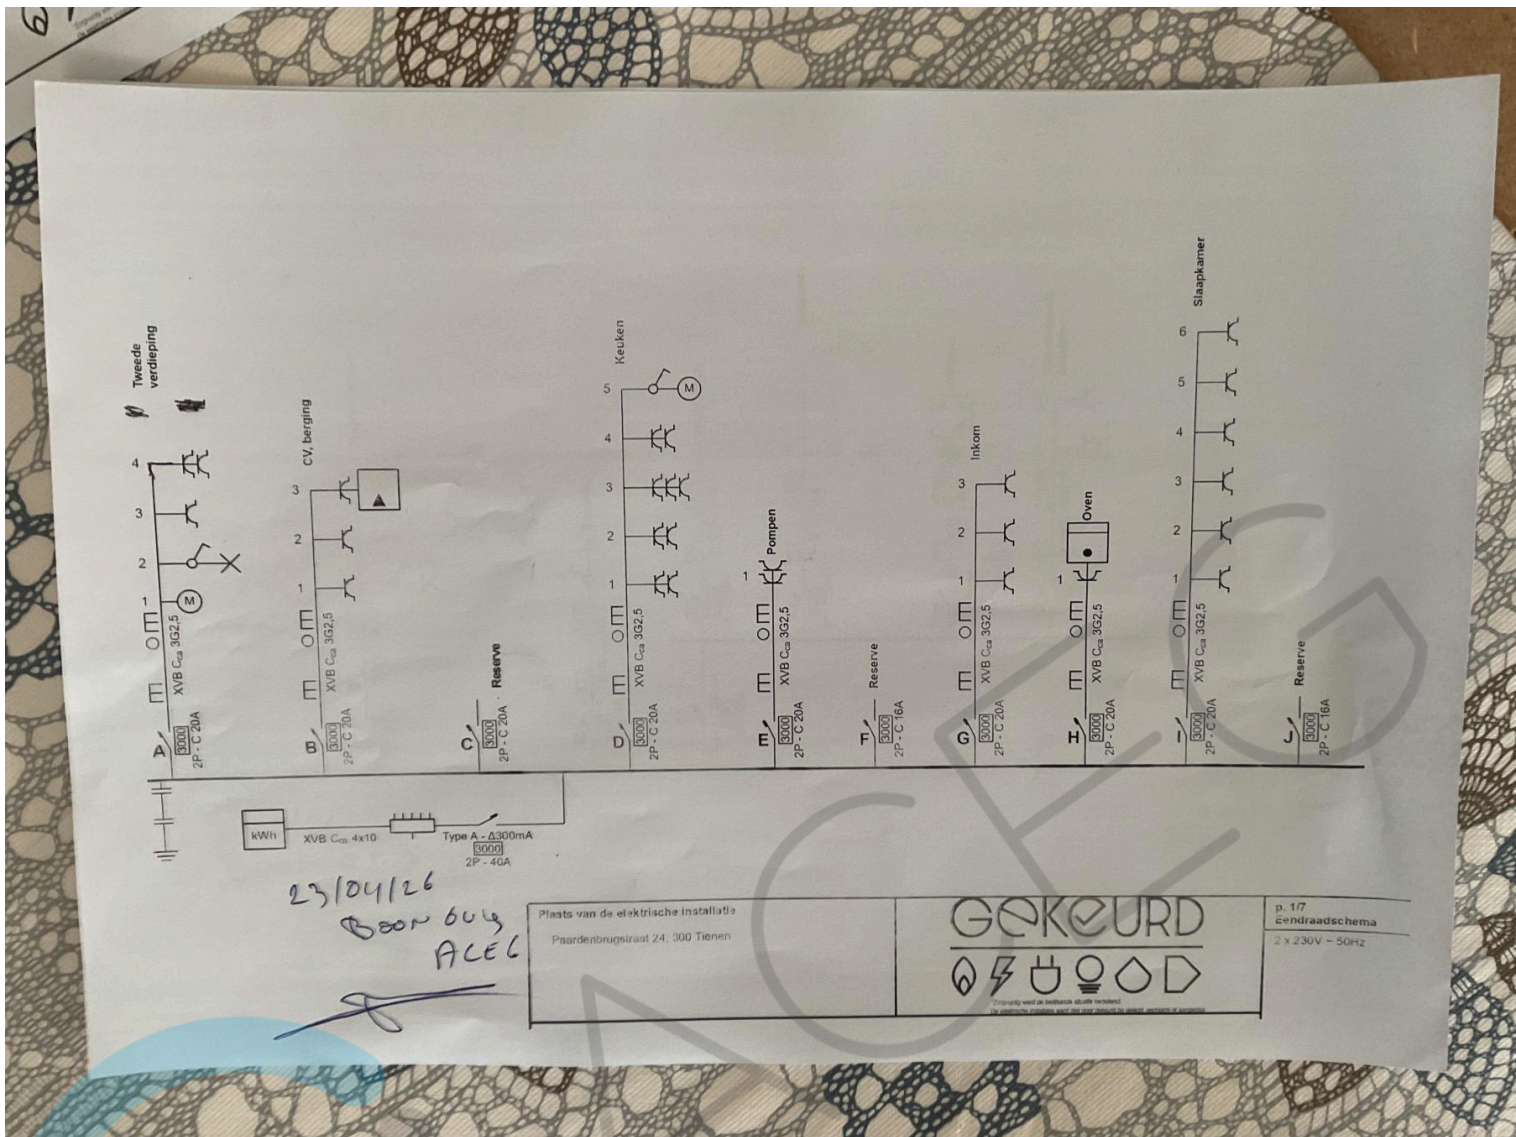 Tweede
verdieping
4
3
2
1
M
XVB Cca 3G2,5
A
3000
2P - C 20A
CV, berging
3
2
1
XVB Cca 3G2,5
B
3000
2P - C 20A
Reserve
C
3000
2P - C 20A
Keuken
5
M
4
3
2
1
XVB Cca 3G2,5
D
3000
2P - C 20A
Pompen
1
XVB Cca 3G2,5
E
3000
2P - C 20A
Reserve
F
3000
2P - C 16A
Inkom
3
2
1
XVB Cca 3G2,5
G
3000
2P - C 20A
Oven
1
XVB Cca 3G2,5
H
3000
2P - C 20A
Slaapkamer
6
5
4
3
2
1
XVB Cca 3G2,5
I
3000
2P - C 20A
Reserve
J
3000
2P - C 16A
kWh
XVB Cca 4x10
Type A - Δ300mA
3000
2P - 40A
23/04/26
ACEG
Plaats van de elektrische installatie
Paardenbrugstraat 24, 300 Tienen
GEKEURD
p. 1/7
Eendraadschema
2 x 230V ~ 50Hz
ACEG